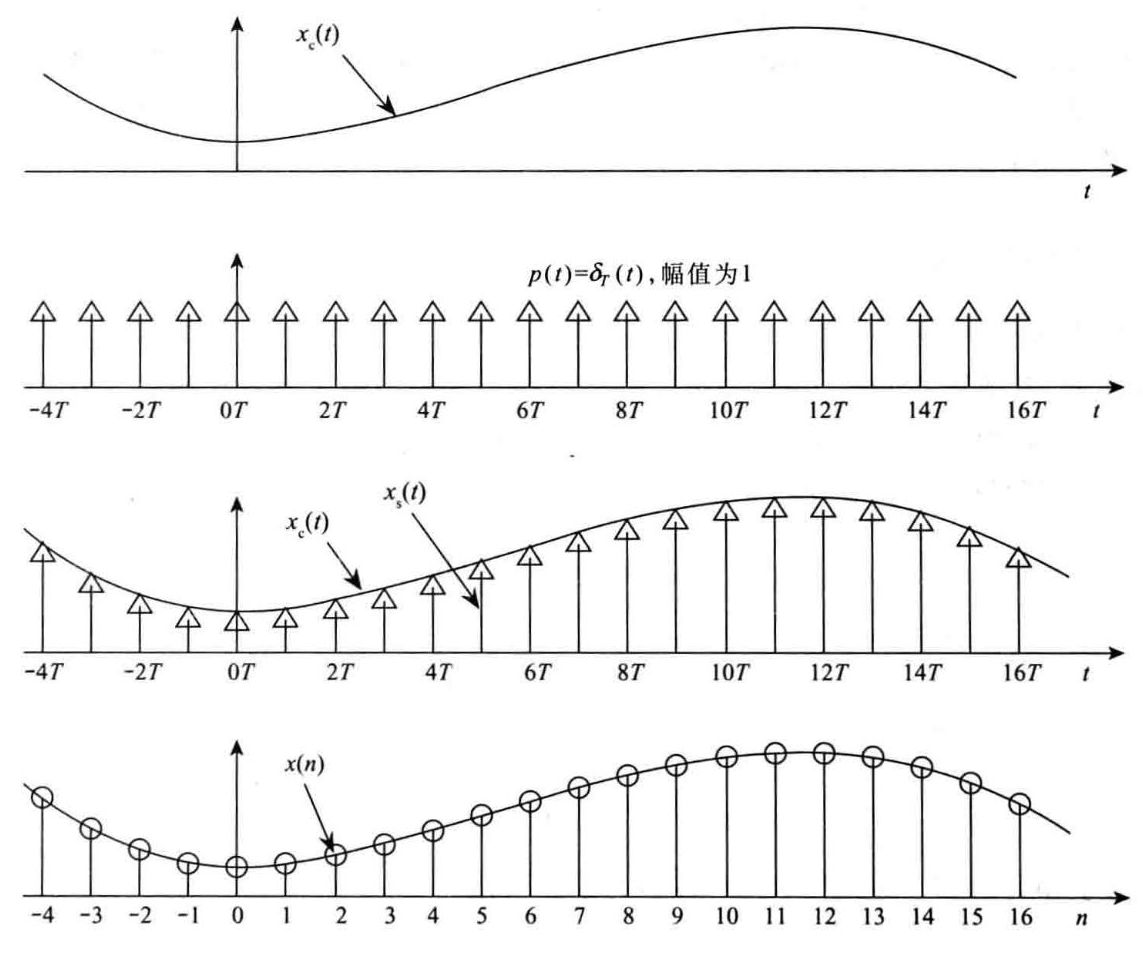 x_c(t)
t
p(t)=δ_T(t),幅值为1
-4T -2T 0T 2T 4T 6T 8T 10T 12T 14T 16T t
x_s(t)
x_c(t)
-4T -2T 0T 2T 4T 6T 8T 10T 12T 14T 16T t
x(n)
-4 -3 -2 -1 0 1 2 3 4 5 6 7 8 9 10 11 12 13 14 15 16 n